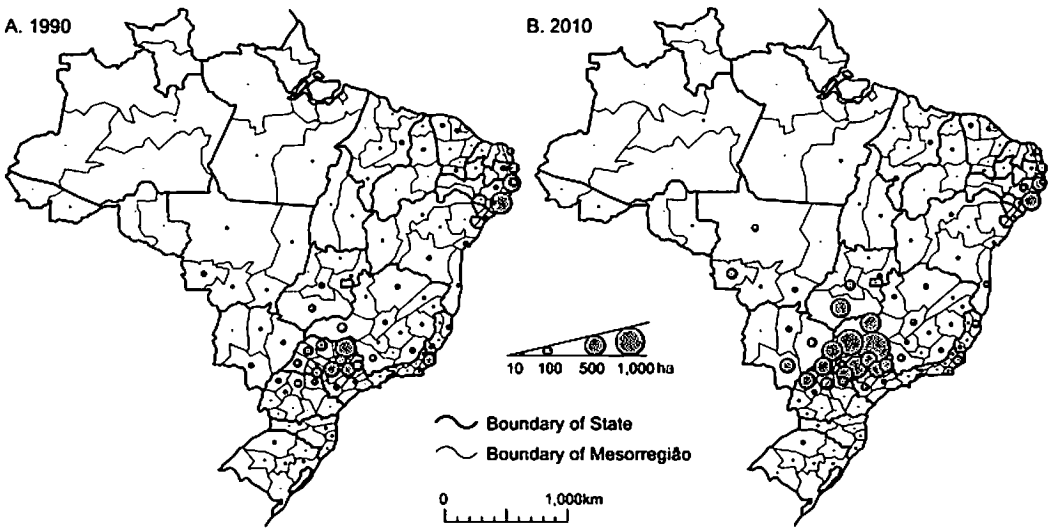 A. 1990
B. 2010
10 100 500 1,000 ha
Boundary of State
Boundary of Mesorregião
0 1,000km